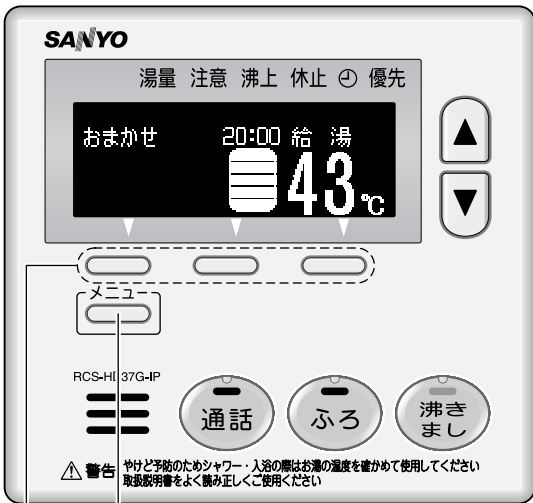 SANYO
湯量 注意 沸上 休止 優先
おまかせ 20:00 給 湯
43℃
メニュー
RCS-HD37G-IP
通話 ふろ 沸き
まし
警告 やけど予防のためシャワー・入浴の際はお湯の温度を確かめて使用してください
取扱説明書をよく読み正しくご使用ください